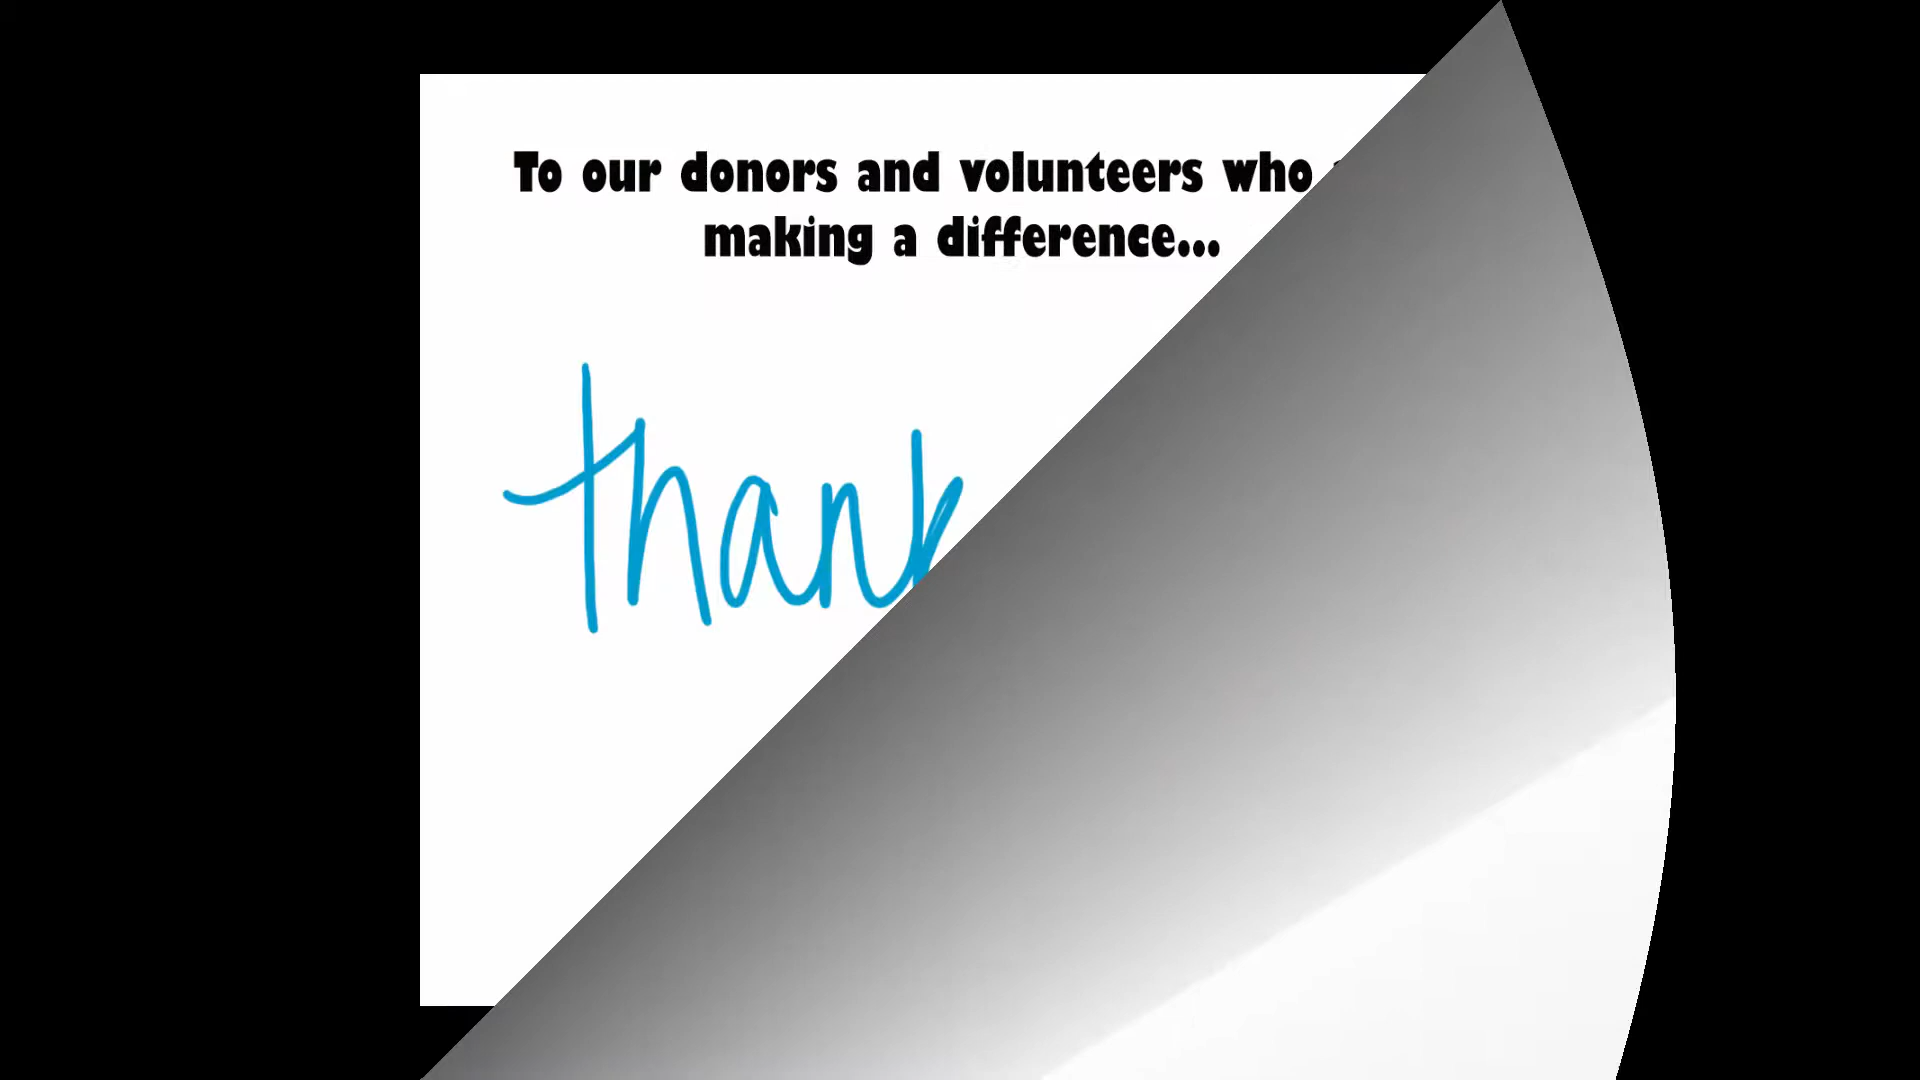 To our donors and volunteers who
making a difference...
thank